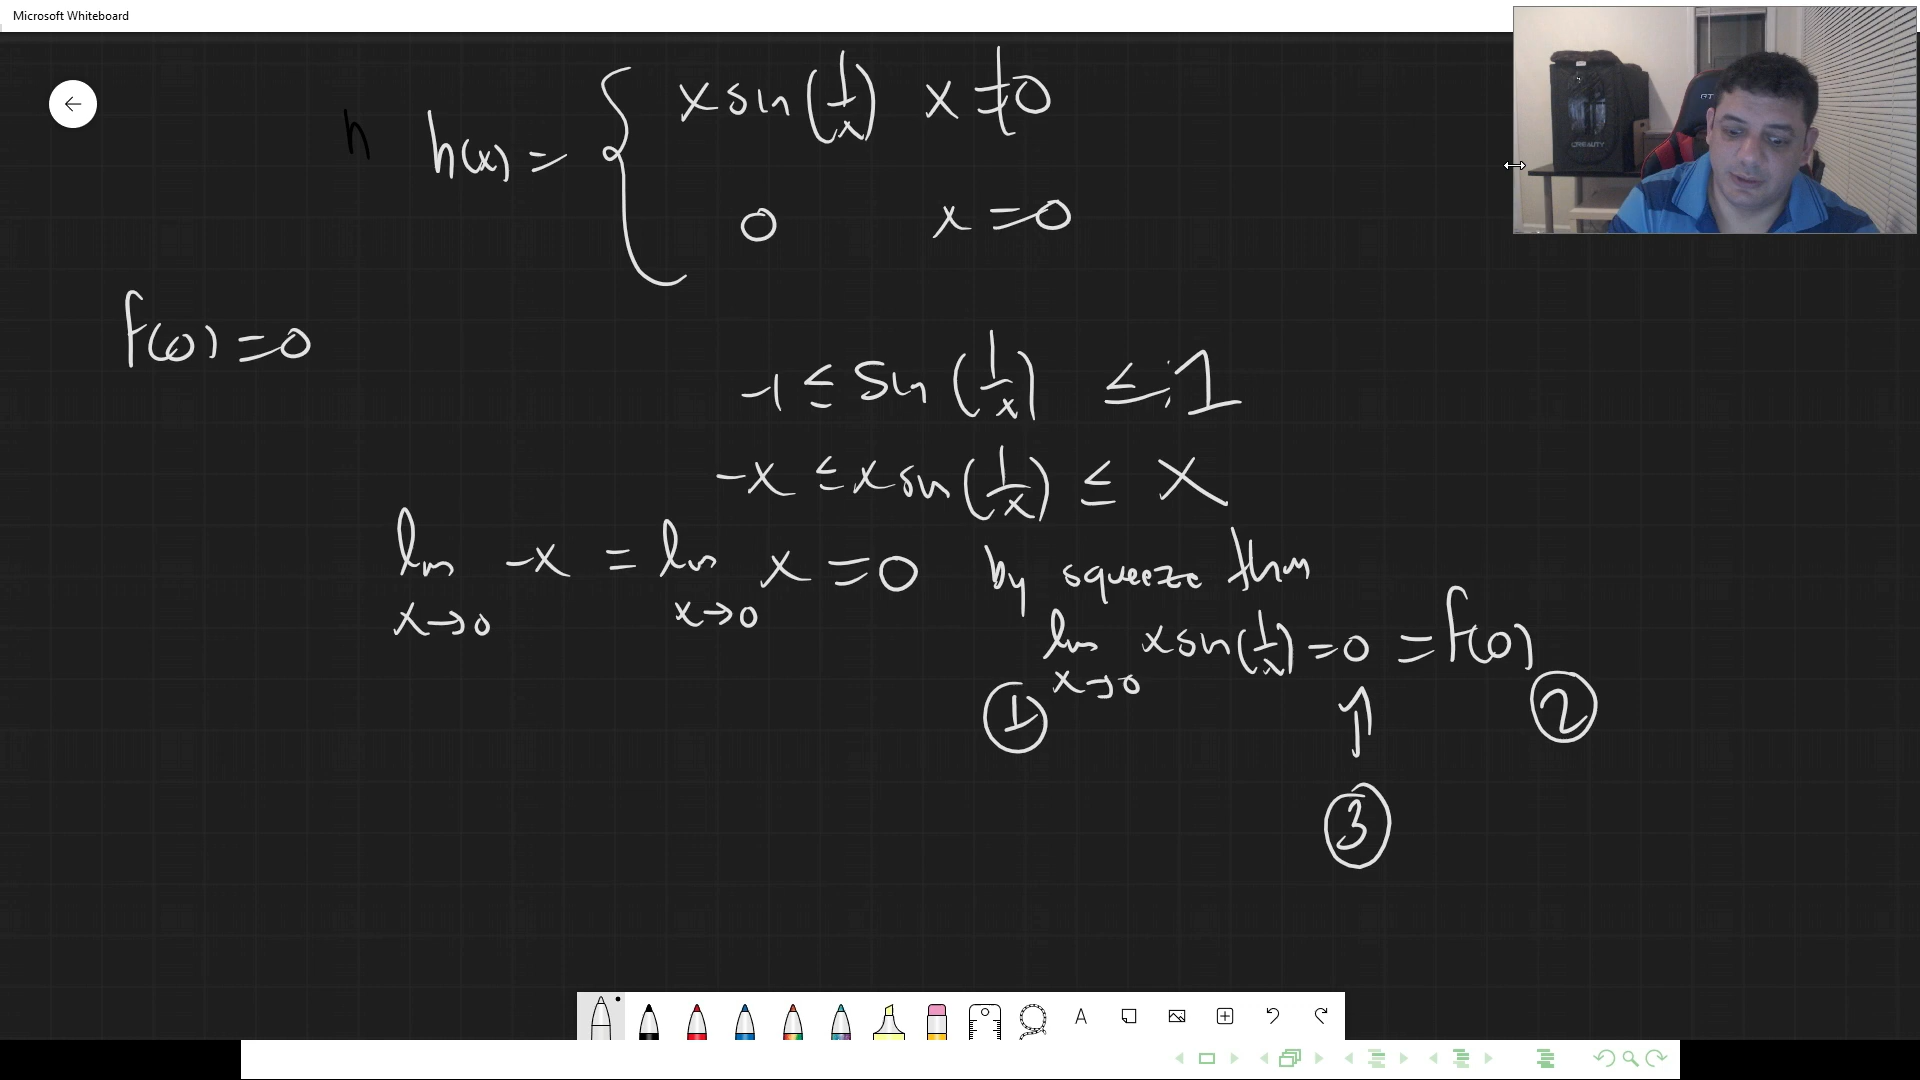 Microsoft Whiteboard
x sin(1/x) x ≠ 0
h h(x) =
0 x = 0
f(0) = 0
-1 ≤ sin(1/x) ≤ 1
-x ≤ x sin(1/x) ≤ x
lim x→0 -x = lim x→0 x = 0 by squeeze thm
lim x→0 x sin(1/x) = 0 = f(0)
1 2
3
CREALITY
A